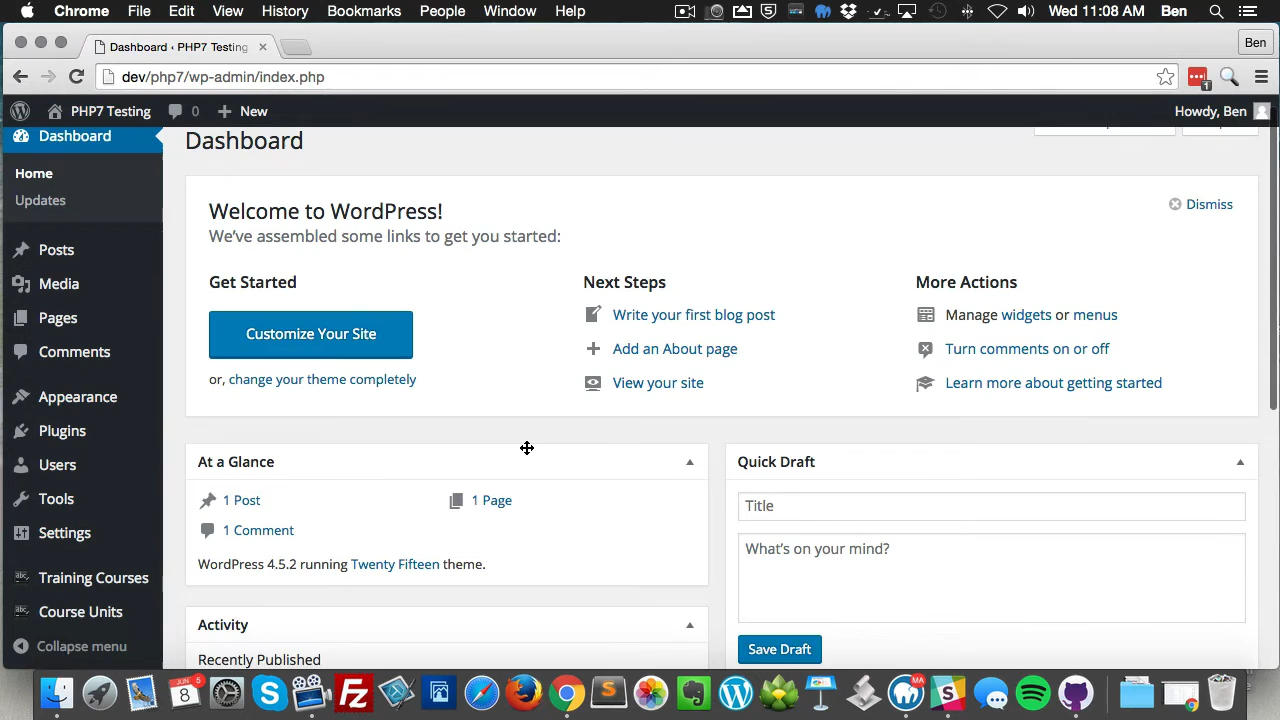 Chrome File Edit View History Bookmarks People Window Help Wed 11:08 AM Ben
Dashboard ‹ PHP7 Testing
Ben
dev/php7/wp-admin/index.php
1
PHP7 Testing 0 New Howdy, Ben
Dashboard
Home
Updates
Posts
Media
Pages
Comments
Appearance
Plugins
Users
Tools
Settings
Training Courses
Course Units
Collapse menu
Dashboard
Welcome to WordPress!
We've assembled some links to get you started:
Dismiss
Get Started
Customize Your Site
or, change your theme completely
Next Steps
Write your first blog post
Add an About page
View your site
More Actions
Manage widgets or menus
Turn comments on or off
Learn more about getting started
At a Glance
1 Post
1 Page
1 Comment
WordPress 4.5.2 running Twenty Fifteen theme.
Activity
Recently Published
Quick Draft
Title
What's on your mind?
Save Draft
JUN
8
5
FZ
MA